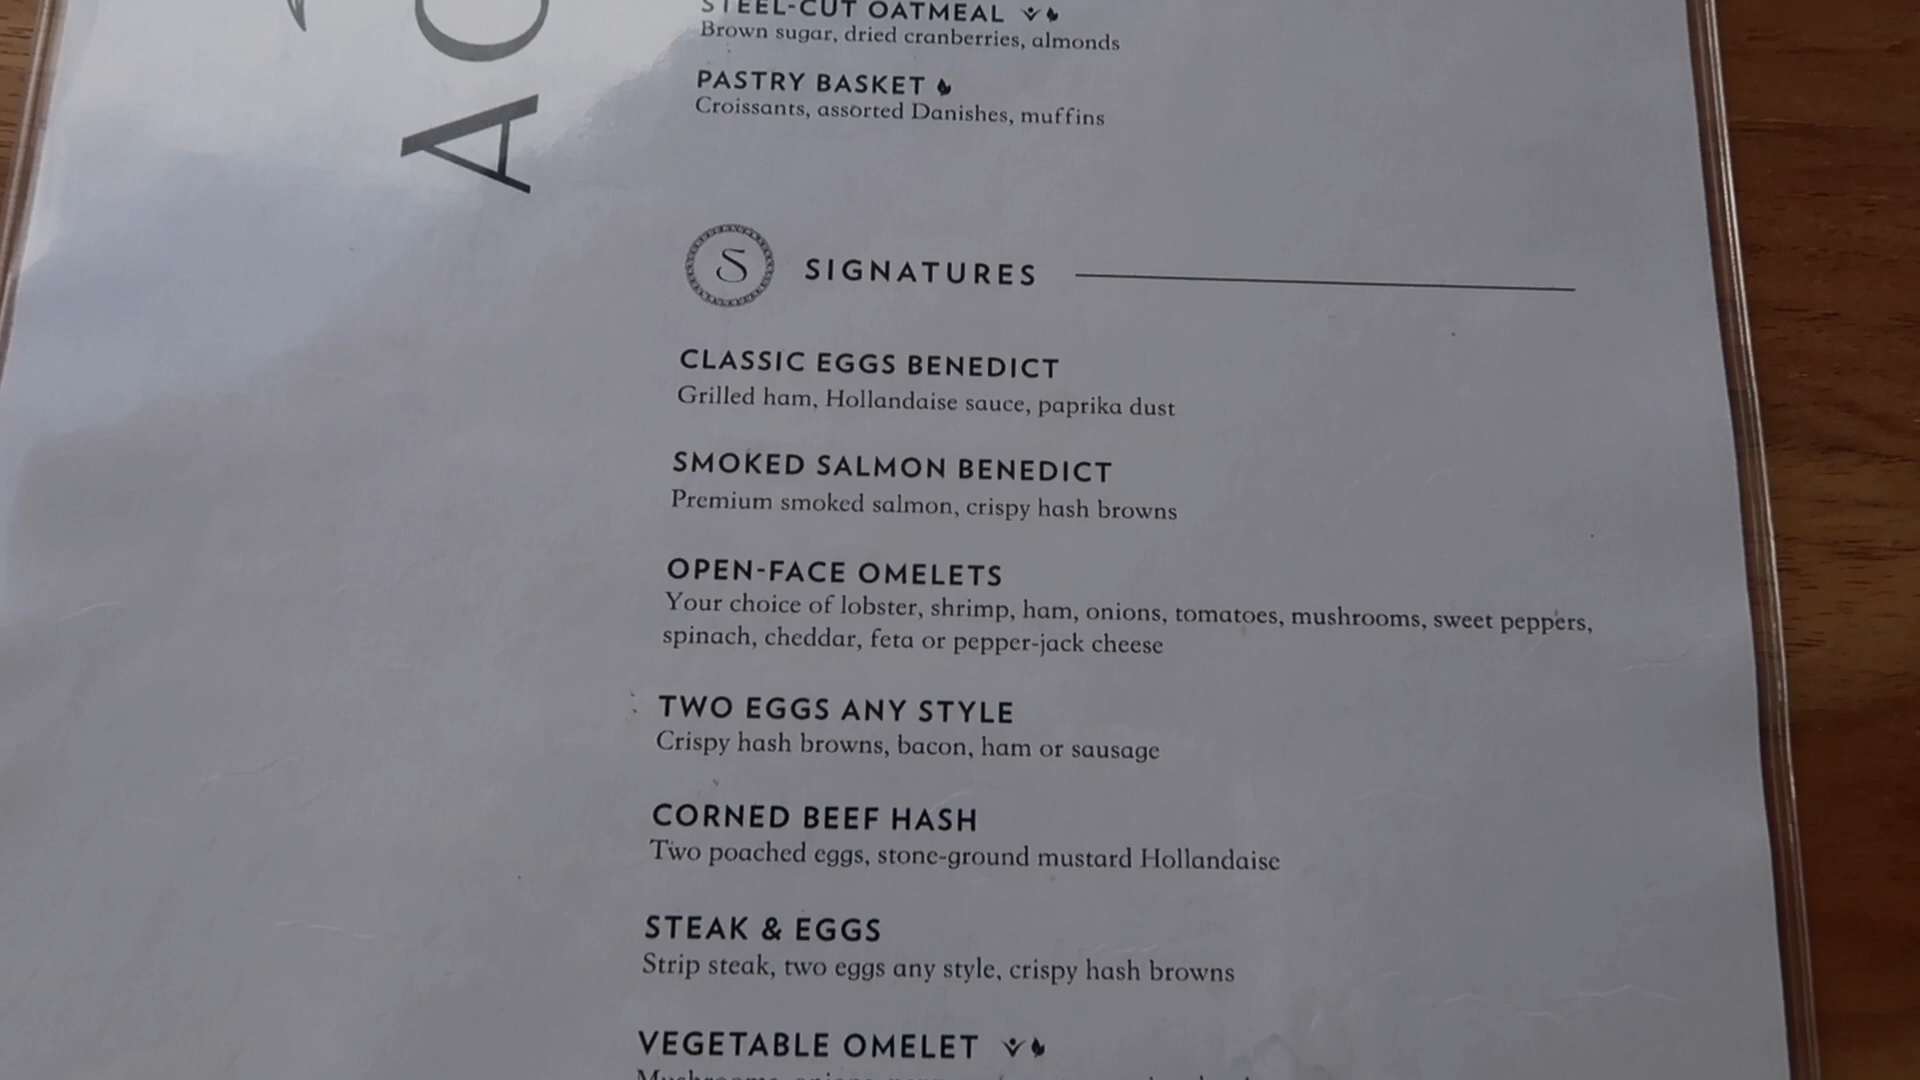 STEEL-CUT OATMEAL
Brown sugar, dried cranberries, almonds
PASTRY BASKET
Croissants, assorted Danishes, muffins
S SIGNATURES
CLASSIC EGGS BENEDICT
Grilled ham, Hollandaise sauce, paprika dust
SMOKED SALMON BENEDICT
Premium smoked salmon, crispy hash browns
OPEN-FACE OMELETS
Your choice of lobster, shrimp, ham, onions, tomatoes, mushrooms, sweet peppers,
spinach, cheddar, feta or pepper-jack cheese
TWO EGGS ANY STYLE
Crispy hash browns, bacon, ham or sausage
CORNED BEEF HASH
Two poached eggs, stone-ground mustard Hollandaise
STEAK & EGGS
Strip steak, two eggs any style, crispy hash browns
VEGETABLE OMELET